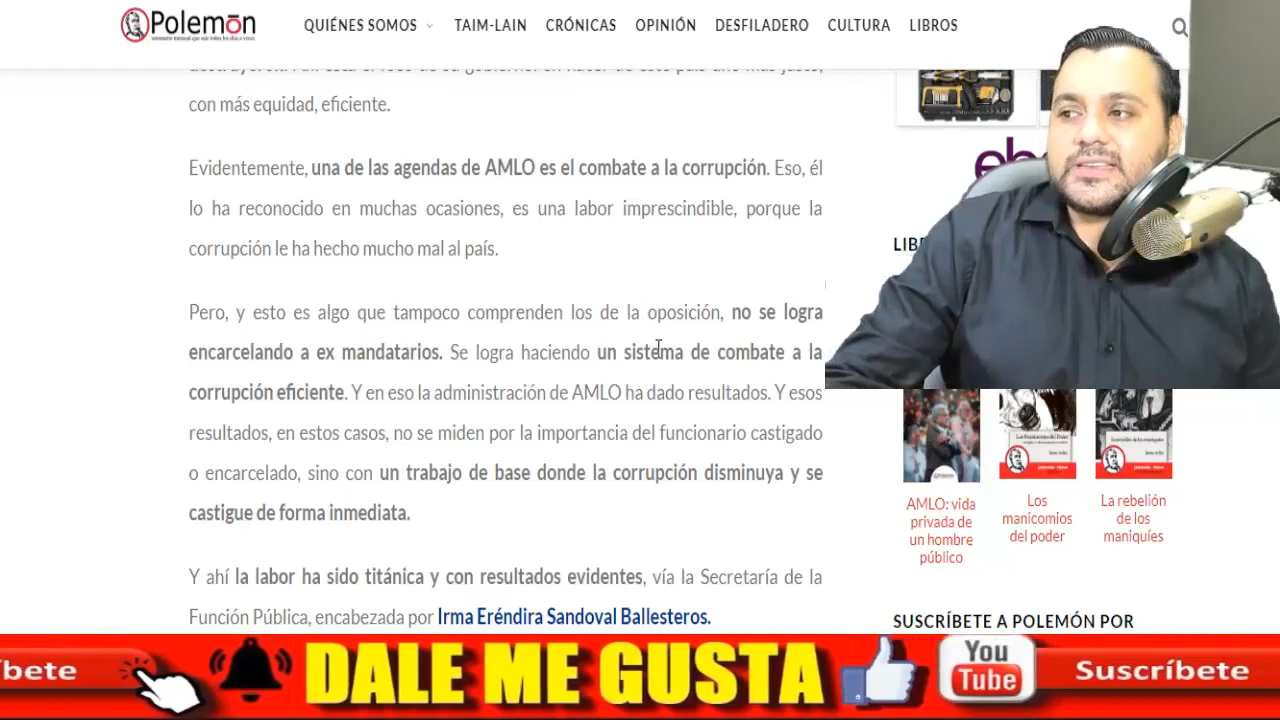 Polemōn
QUIÉNES SOMOS
TAIM-LAIN
CRÓNICAS
OPINIÓN
DESFILADERO
CULTURA
LIBROS
con más equidad, eficiente.
Evidentemente, una de las agendas de AMLO es el combate a la corrupción. Eso, él
lo ha reconocido en muchas ocasiones, es una labor imprescindible, porque la
corrupción le ha hecho mucho mal al país.
Pero, y esto es algo que tampoco comprenden los de la oposición, no se logra
encarcelando a ex mandatarios. Se logra haciendo un sistema de combate a la
corrupción eficiente. Y en eso la administración de AMLO ha dado resultados. Y esos
resultados, en estos casos, no se miden por la importancia del funcionario castigado
o encarcelado, sino con un trabajo de base donde la corrupción disminuya y se
castigue de forma inmediata.
Y ahí la labor ha sido titánica y con resultados evidentes, vía la Secretaría de la
Función Pública, encabezada por Irma Eréndira Sandoval Ballesteros.
AMLO: vida
privada de
un hombre
público
Los
manicomios
del poder
La rebelión
de los
maniquíes
SUSCRÍBETE A POLEMÓN POR
íbete
DALE ME GUSTA
You
Tube
Suscríbete